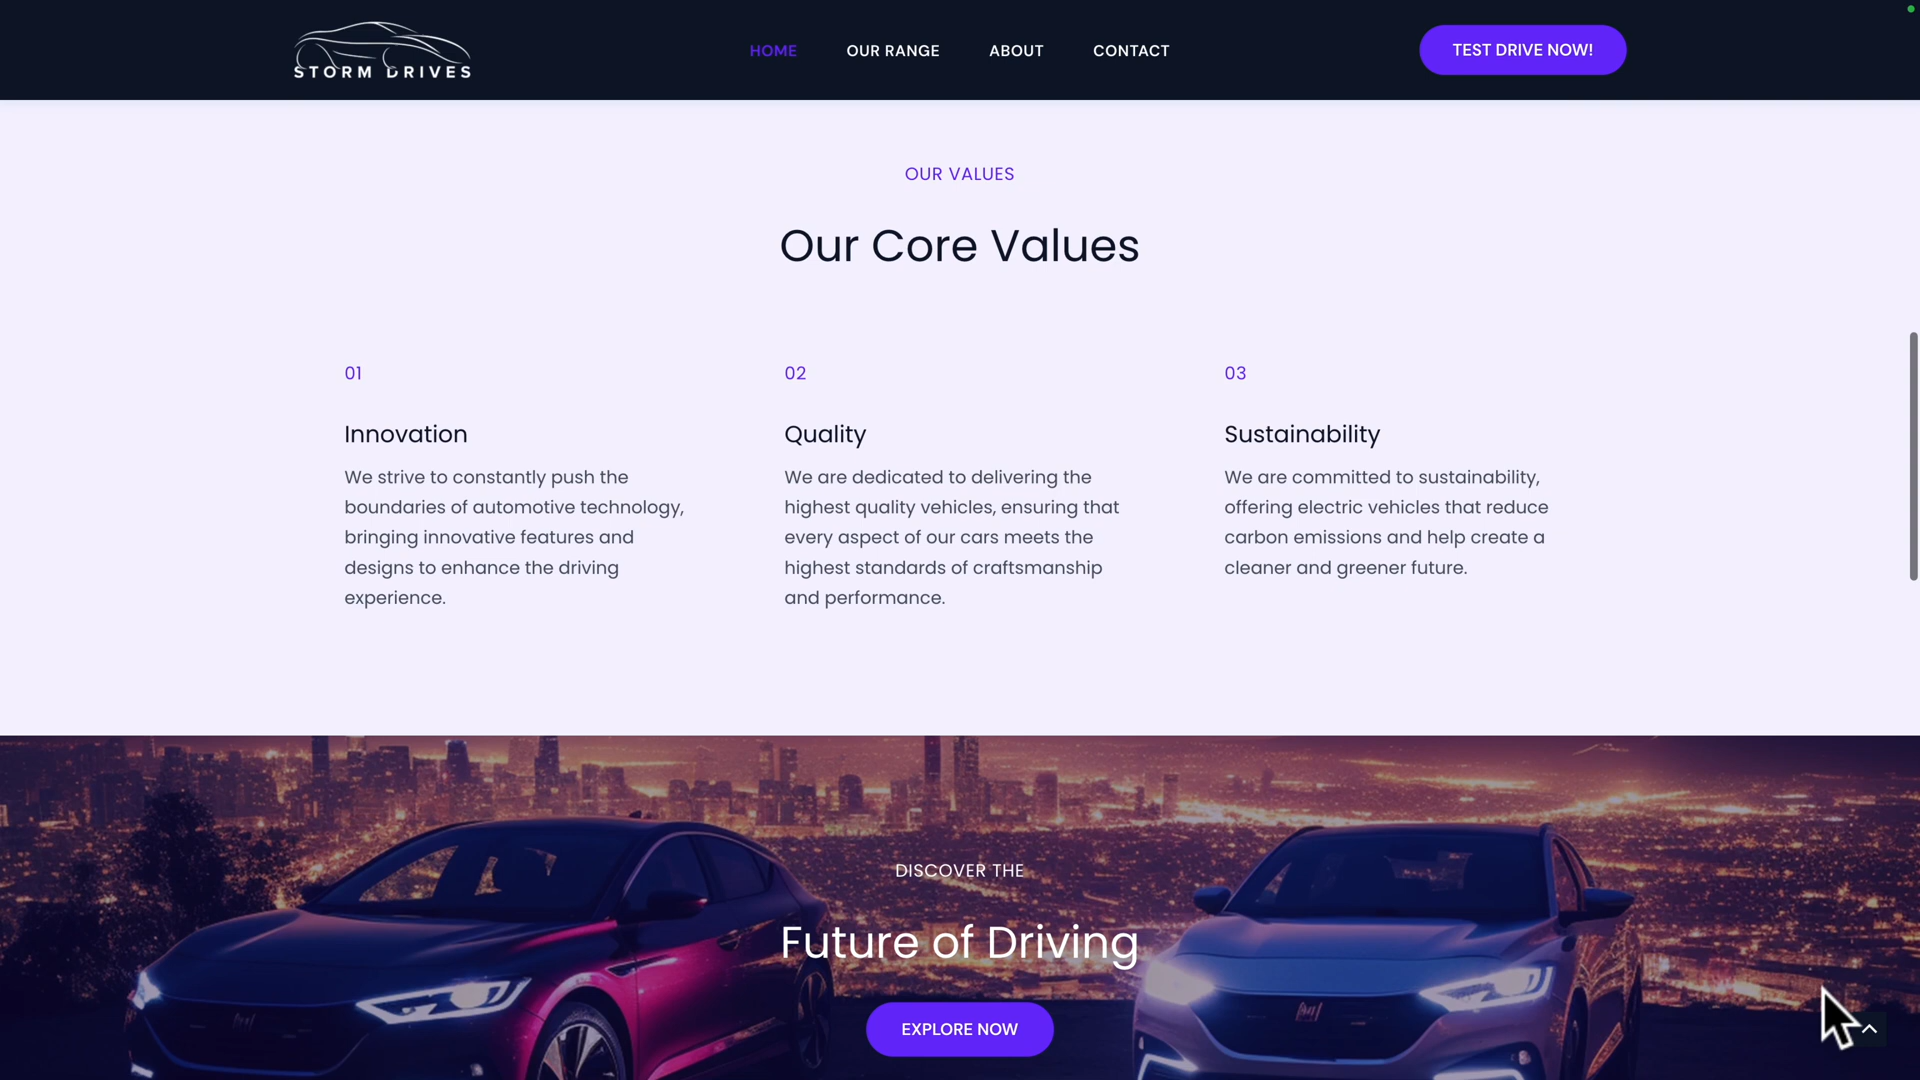 STORM DRIVES
HOME
OUR RANGE
ABOUT
CONTACT
TEST DRIVE NOW!
OUR VALUES
Our Core Values
01
Innovation
We strive to constantly push the
boundaries of automotive technology,
bringing innovative features and
designs to enhance the driving
experience.
02
Quality
We are dedicated to delivering the
highest quality vehicles, ensuring that
every aspect of our cars meets the
highest standards of craftsmanship
and performance.
03
Sustainability
We are committed to sustainability,
offering electric vehicles that reduce
carbon emissions and help create a
cleaner and greener future.
DISCOVER THE
Future of Driving
EXPLORE NOW